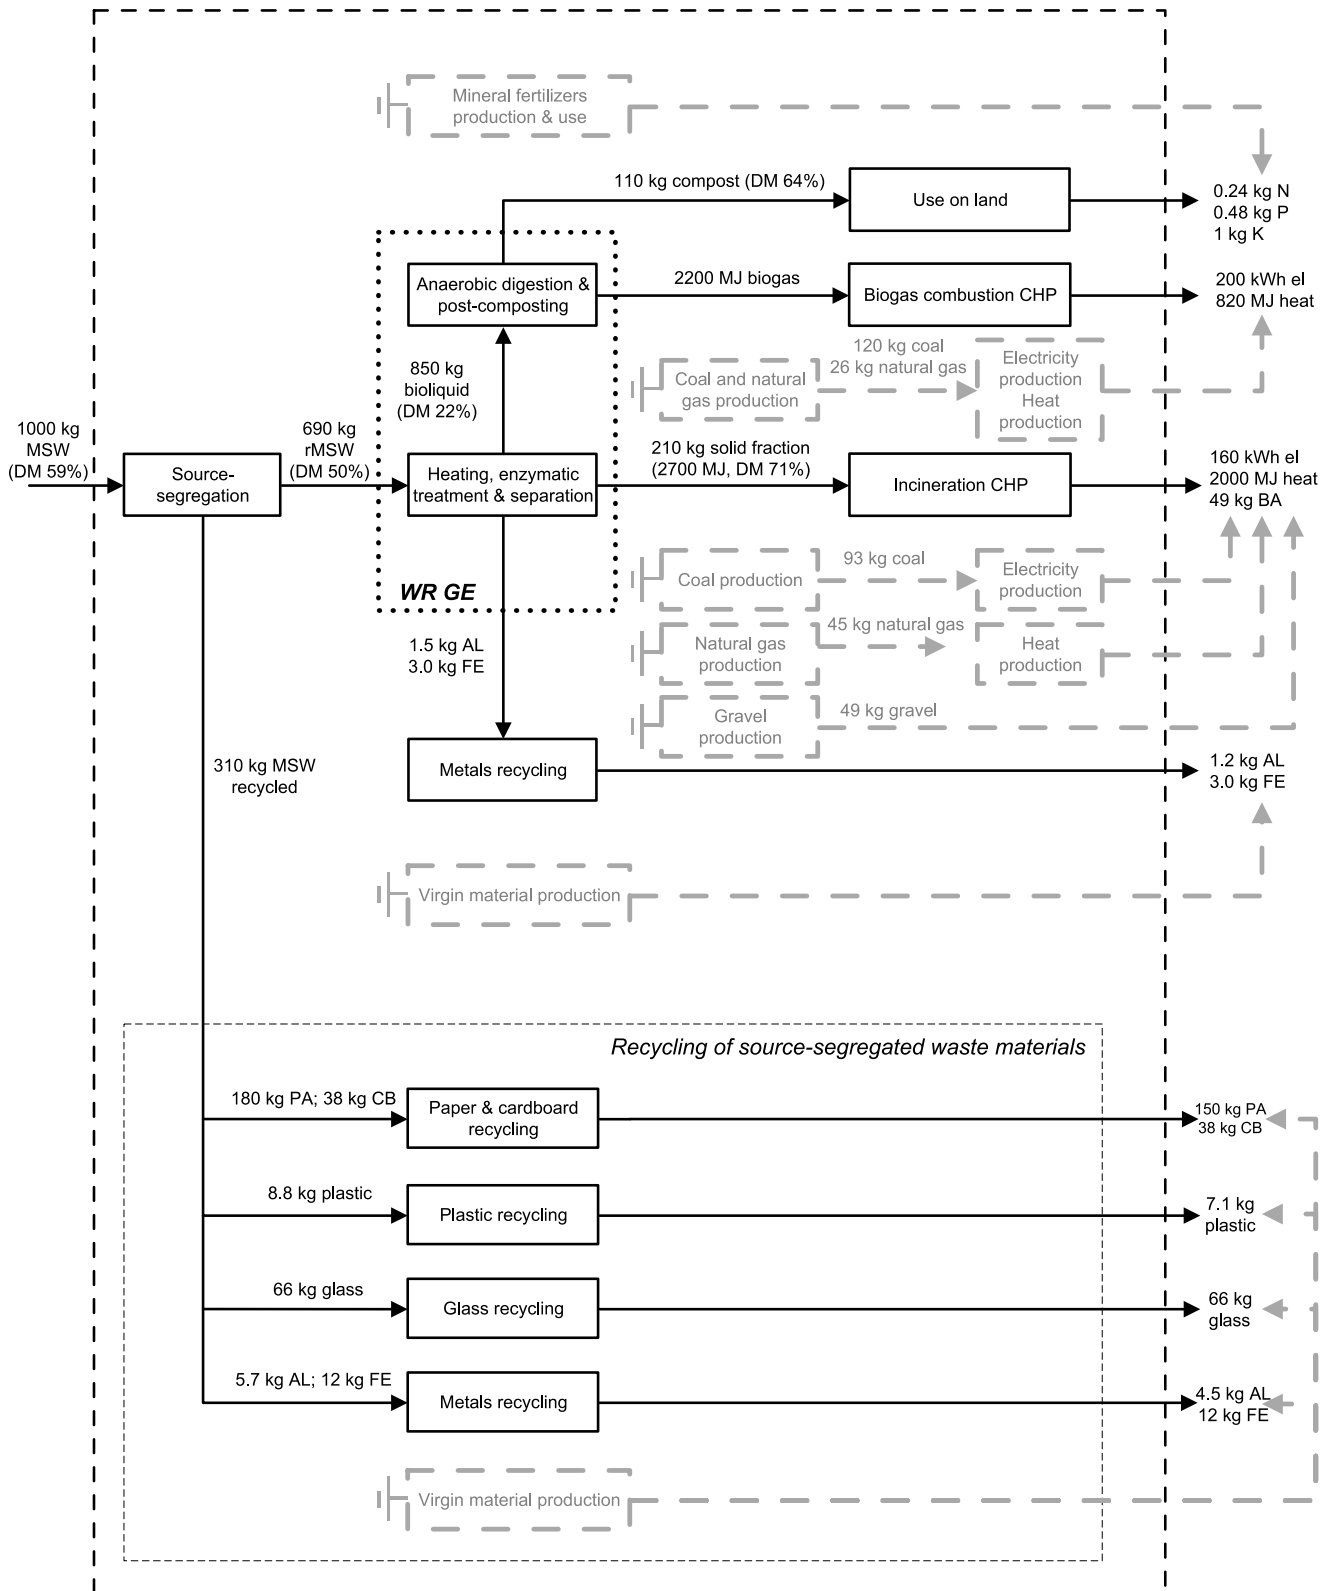 Mineral fertilizers
production & use
110 kg compost (DM 64%)
Use on land
0.24 kg N
0.48 kg P
1 kg K
Anaerobic digestion &
post-composting
2200 MJ biogas
Biogas combustion CHP
200 kWh el
820 MJ heat
850 kg
bioliquid
(DM 22%)
Coal and natural
gas production
120 kg coal
26 kg natural gas
Electricity
production
Heat
production
1000 kg
MSW
(DM 59%)
Source-
segregation
690 kg
rMSW
(DM 50%)
Heating, enzymatic
treatment & separation
210 kg solid fraction
(2700 MJ, DM 71%)
Incineration CHP
160 kWh el
2000 MJ heat
49 kg BA
WR GE
Coal production
93 kg coal
Electricity
production
1.5 kg AL
3.0 kg FE
Natural gas
production
45 kg natural gas
Heat
production
Gravel
production
49 kg gravel
310 kg MSW
recycled
Metals recycling
1.2 kg AL
3.0 kg FE
Virgin material production
Recycling of source-segregated waste materials
180 kg PA; 38 kg CB
Paper & cardboard
recycling
150 kg PA
38 kg CB
8.8 kg plastic
Plastic recycling
7.1 kg
plastic
66 kg glass
Glass recycling
66 kg
glass
5.7 kg AL; 12 kg FE
Metals recycling
4.5 kg AL
12 kg FE
Virgin material production